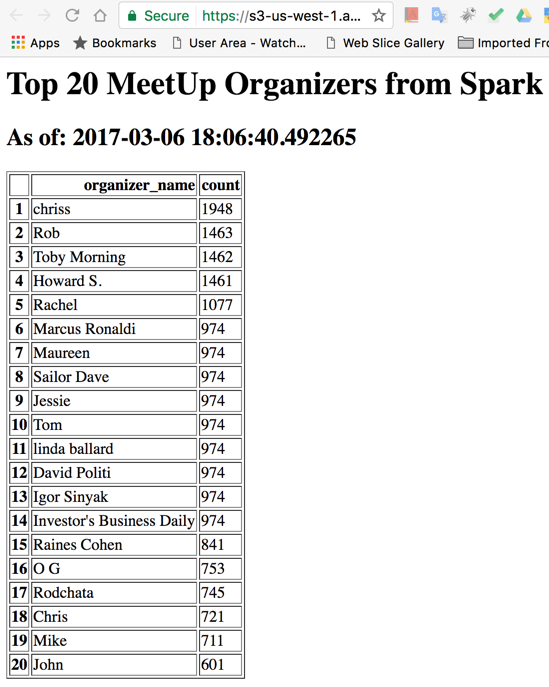 Secure https://s3-us-west-1.a...
Apps Bookmarks User Area - Watch... Web Slice Gallery Imported Fr
Top 20 MeetUp Organizers from Spark
As of: 2017-03-06 18:06:40.492265
organizer_name count
1 chriss 1948
2 Rob 1463
3 Toby Morning 1462
4 Howard S. 1461
5 Rachel 1077
6 Marcus Ronaldi 974
7 Maureen 974
8 Sailor Dave 974
9 Jessie 974
10 Tom 974
11 linda ballard 974
12 David Politi 974
13 Igor Sinyak 974
14 Investor's Business Daily 974
15 Raines Cohen 841
16 O G 753
17 Rodchata 745
18 Chris 721
19 Mike 711
20 John 601